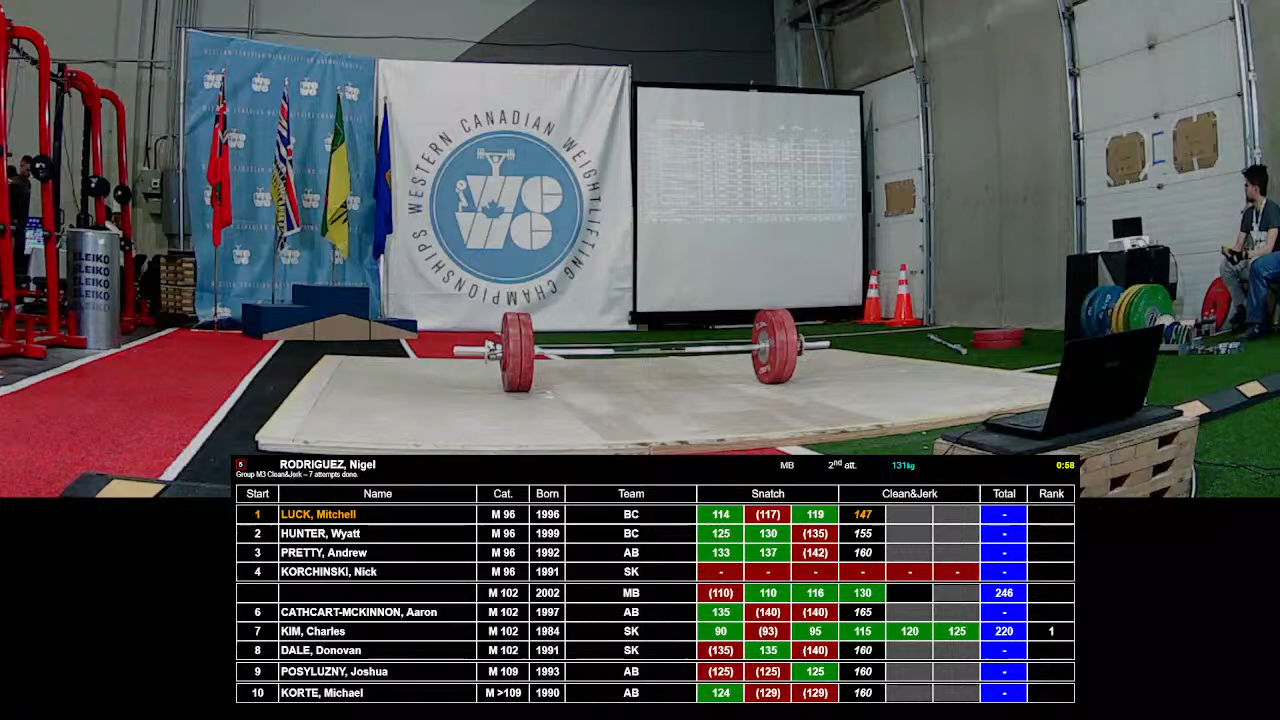 WESTERN CANADIAN WEIGHTLIFTING CHAMPIONSHIPS
WC
WC
ELEIKO
ELEIKO
ELEIKO
ELEIKO
C
5 RODRIGUEZ, Nigel MB 2nd att. 131kg 0:58
Group M3 Clean&Jerk – 7 attempts done.
Start Name Cat. Born Team Snatch Clean&Jerk Total Rank
1 LUCK, Mitchell M 96 1996 BC 114 (117) 119 147 -
2 HUNTER, Wyatt M 96 1999 BC 125 130 (135) 155 -
3 PRETTY, Andrew M 96 1992 AB 133 137 (142) 160 -
4 KORCHINSKI, Nick M 96 1991 SK - - - - - - -
M 102 2002 MB (110) 110 116 130 246
6 CATHCART-MCKINNON, Aaron M 102 1997 AB 135 (140) (140) 165 -
7 KIM, Charles M 102 1984 SK 90 (93) 95 115 120 125 220 1
8 DALE, Donovan M 102 1991 SK (135) 135 (140) 160 -
9 POSYLUZNY, Joshua M 109 1993 AB (125) (125) 125 160 -
10 KORTE, Michael M >109 1990 AB 124 (129) (129) 160 -